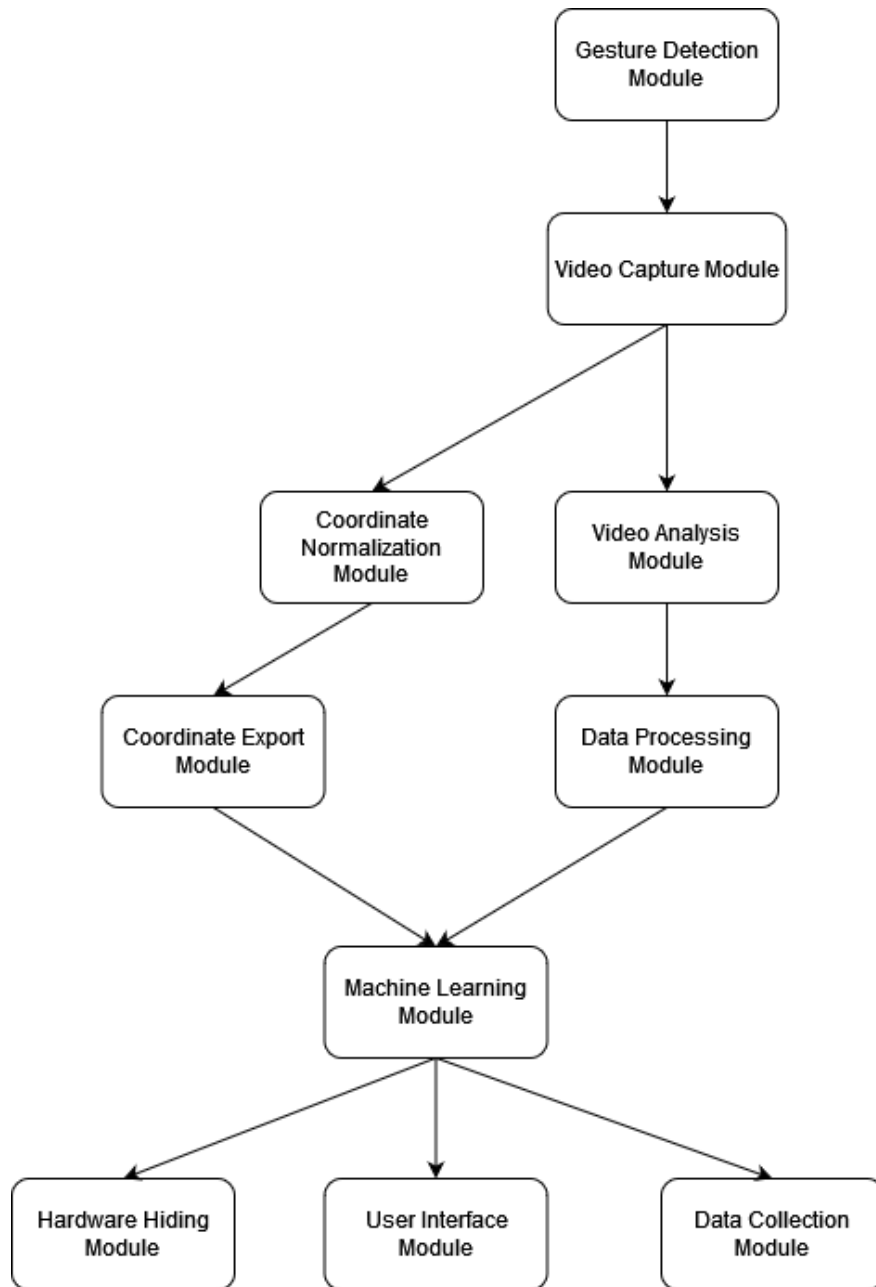 Gesture Detection
Module
Video Capture Module
Coordinate
Normalization
Module
Video Analysis
Module
Coordinate Export
Module
Data Processing
Module
Machine Learning
Module
Hardware Hiding
Module
User Interface
Module
Data Collection
Module